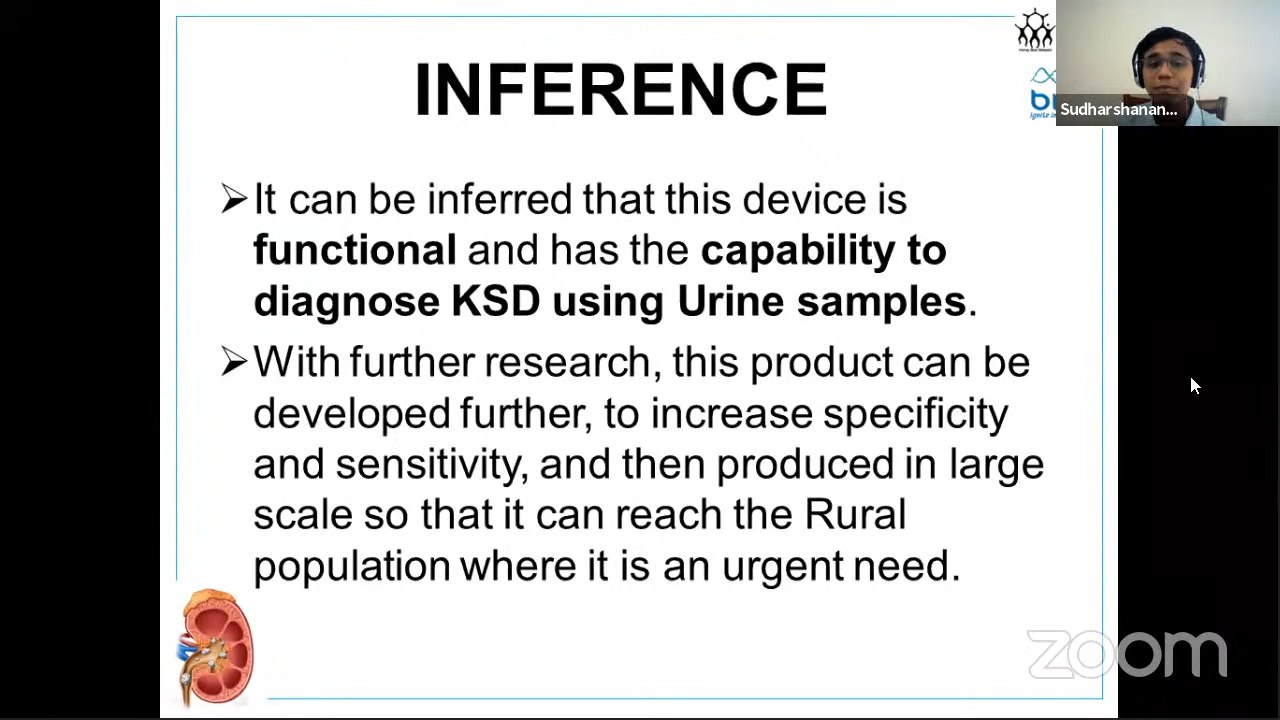 INFERENCE
Sudharshanan...
➢It can be inferred that this device is
functional and has the capability to
diagnose KSD using Urine samples.
➢With further research, this product can be
developed further, to increase specificity
and sensitivity, and then produced in large
scale so that it can reach the Rural
population where it is an urgent need.
zoom